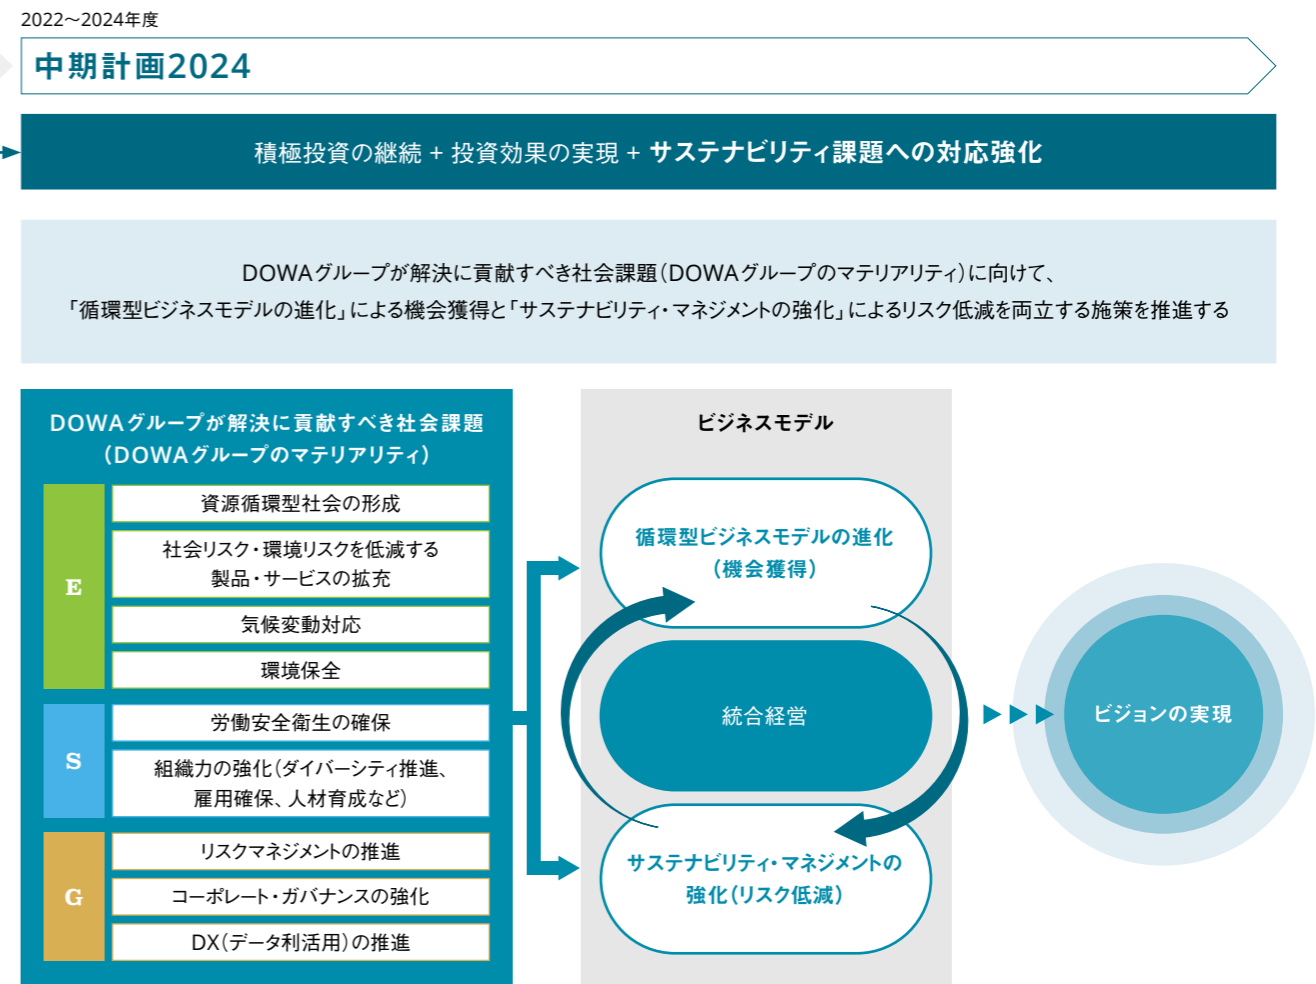 2022～2024年度
中期計画2024
積極投資の継続 + 投資効果の実現 + サステナビリティ課題への対応強化
DOWAグループが解決に貢献すべき社会課題（DOWAグループのマテリアリティ）に向けて、
「循環型ビジネスモデルの進化」による機会獲得と「サステナビリティ・マネジメントの強化」によるリスク低減を両立する施策を推進する
DOWAグループが解決に貢献すべき社会課題
（DOWAグループのマテリアリティ）
E
資源循環型社会の形成
社会リスク・環境リスクを低減する
製品・サービスの拡充
気候変動対応
環境保全
S
労働安全衛生の確保
組織力の強化（ダイバーシティ推進、
雇用確保、人材育成など）
G
リスクマネジメントの推進
コーポレート・ガバナンスの強化
DX（データ利活用）の推進
ビジネスモデル
循環型ビジネスモデルの進化
（機会獲得）
統合経営
サステナビリティ・マネジメントの
強化（リスク低減）
ビジョンの実現